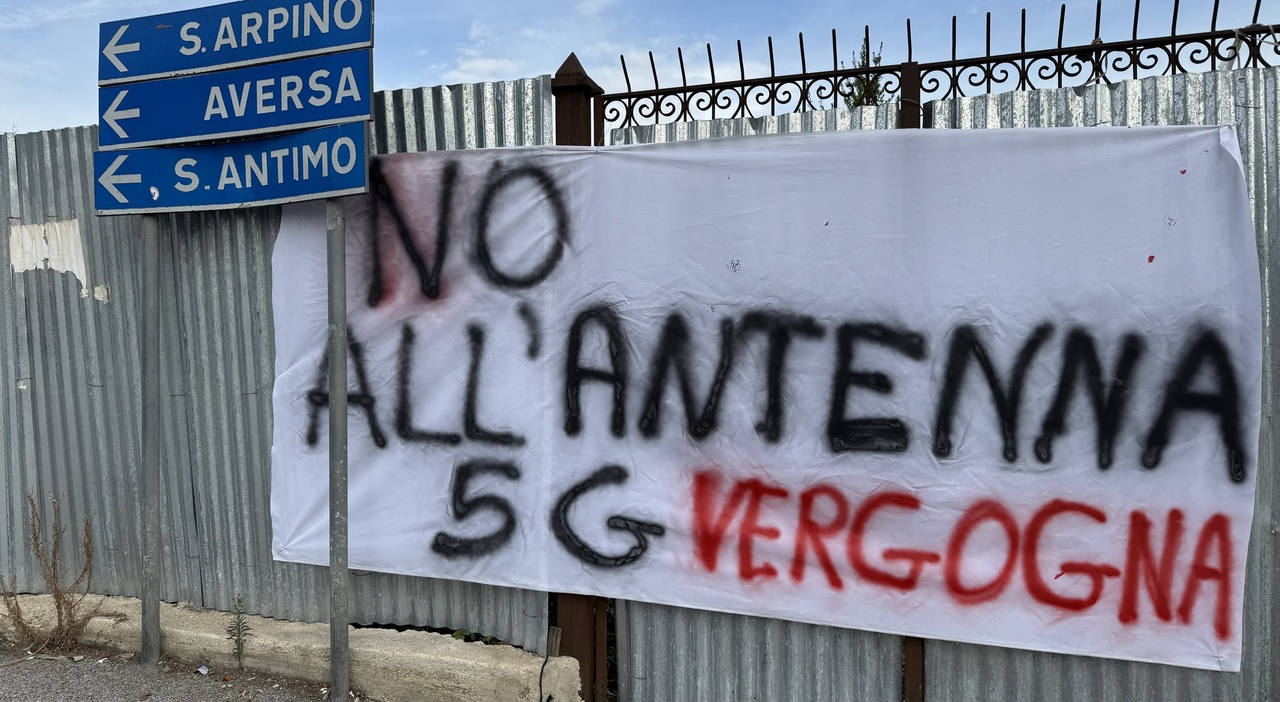 S. ARPINO
AVERSA
S. ANTIMO
NO
ALL'ANTENNA
5G VERGOGNA